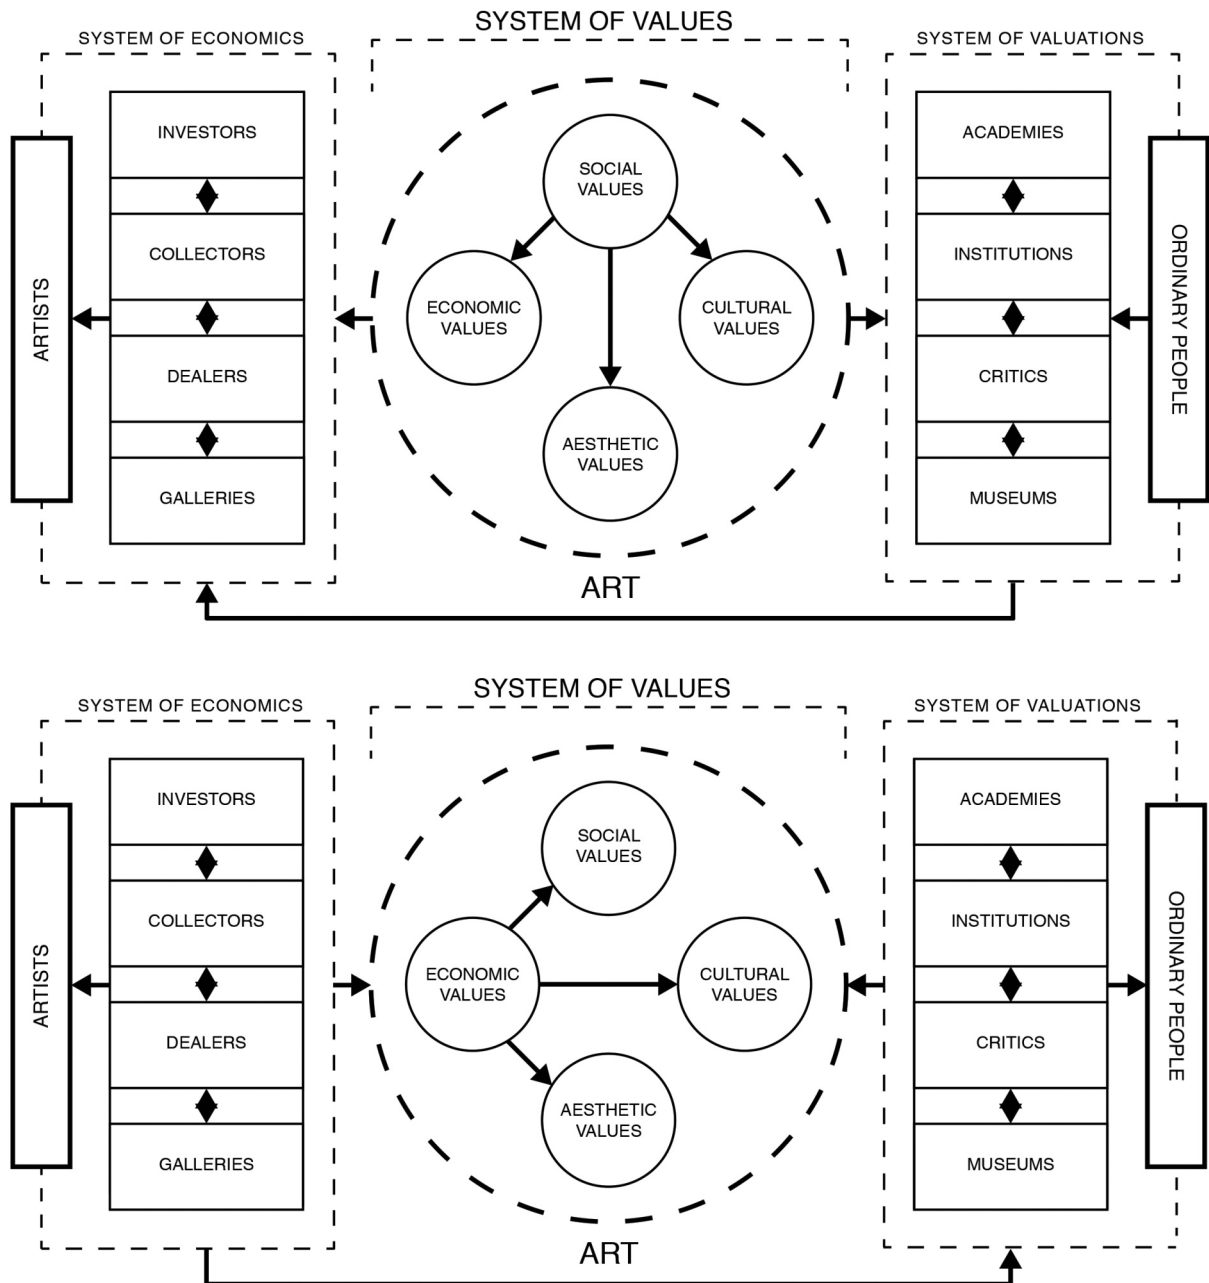 SYSTEM OF VALUES
SYSTEM OF ECONOMICS
SYSTEM OF VALUATIONS
ARTISTS
INVESTORS
COLLECTORS
DEALERS
GALLERIES
SOCIAL
VALUES
ECONOMIC
VALUES
CULTURAL
VALUES
AESTHETIC
VALUES
ART
ACADEMIES
INSTITUTIONS
CRITICS
MUSEUMS
ORDINARY PEOPLE
SYSTEM OF VALUES
SYSTEM OF ECONOMICS
SYSTEM OF VALUATIONS
ARTISTS
INVESTORS
COLLECTORS
DEALERS
GALLERIES
SOCIAL
VALUES
ECONOMIC
VALUES
CULTURAL
VALUES
AESTHETIC
VALUES
ART
ACADEMIES
INSTITUTIONS
CRITICS
MUSEUMS
ORDINARY PEOPLE